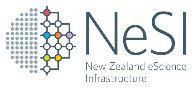 NeSI
New Zealand eScience
Infrastructure